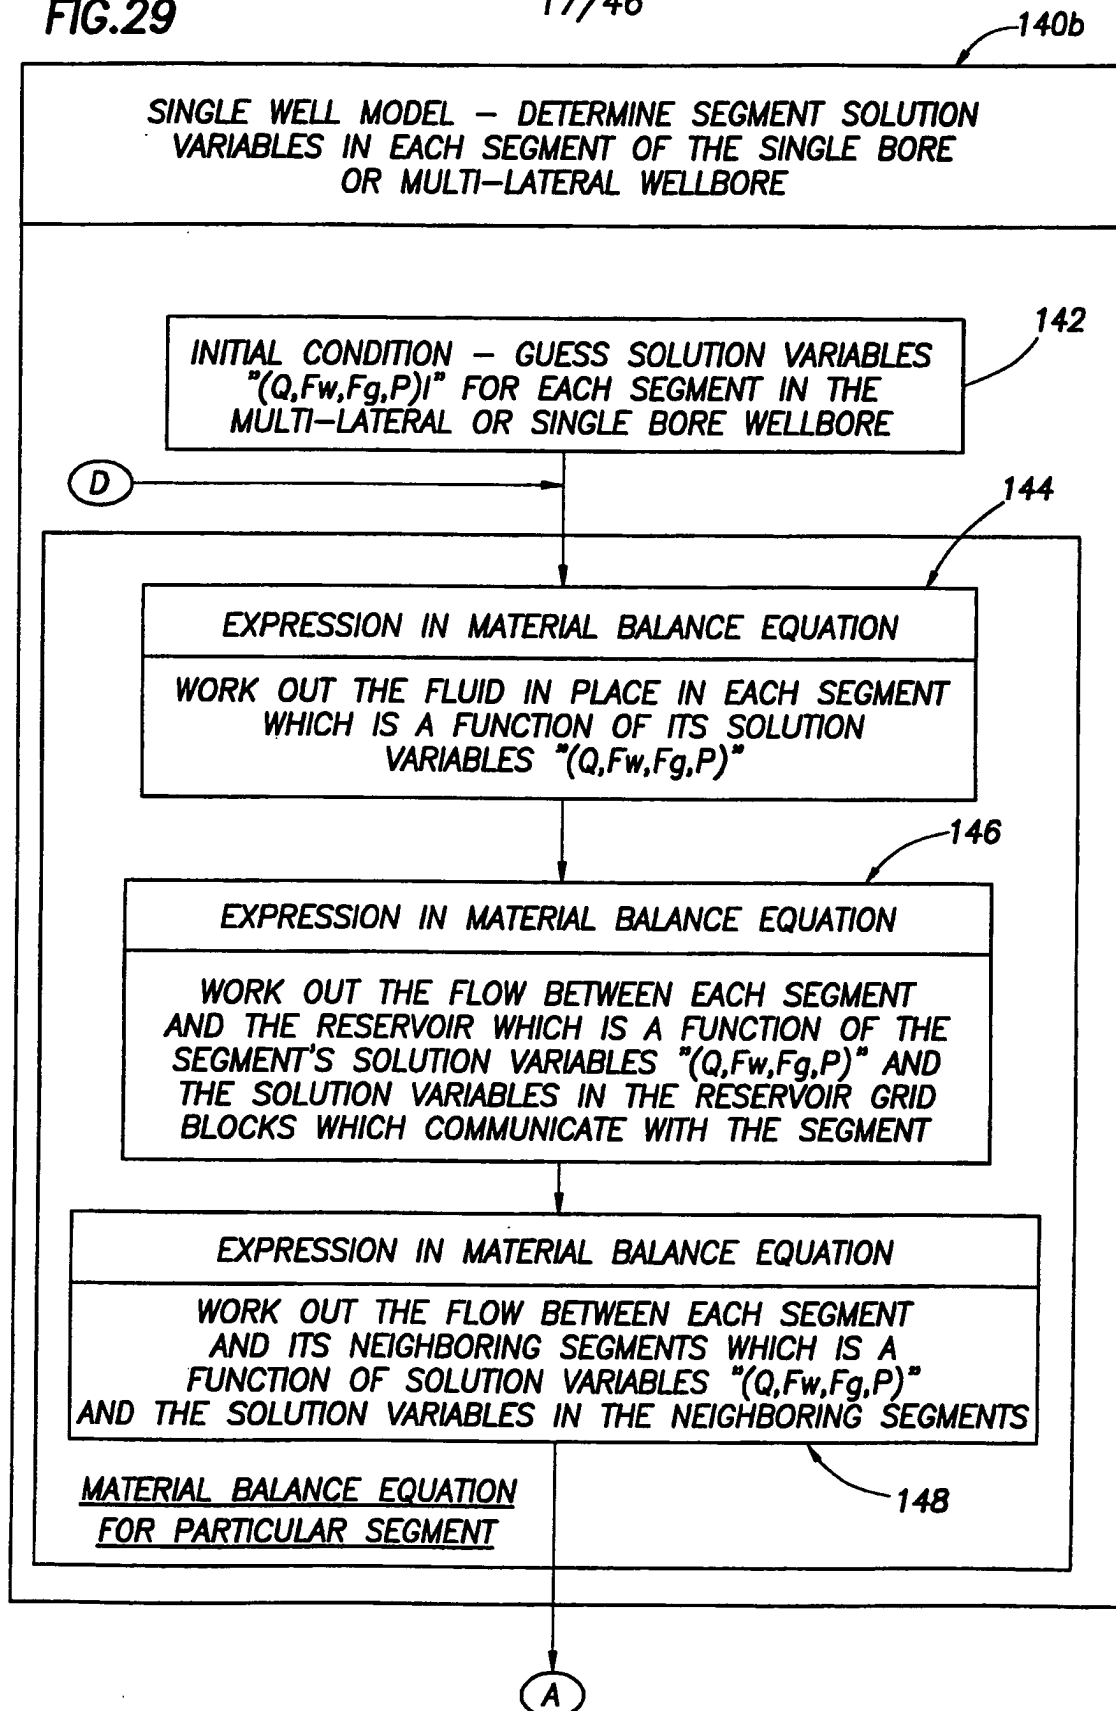 FIG.29
17/46
140b
SINGLE WELL MODEL – DETERMINE SEGMENT SOLUTION
VARIABLES IN EACH SEGMENT OF THE SINGLE BORE
OR MULTI–LATERAL WELLBORE
142
INITIAL CONDITION – GUESS SOLUTION VARIABLES
"(Q,Fw,Fg,P)I" FOR EACH SEGMENT IN THE
MULTI–LATERAL OR SINGLE BORE WELLBORE
D
144
EXPRESSION IN MATERIAL BALANCE EQUATION
WORK OUT THE FLUID IN PLACE IN EACH SEGMENT
WHICH IS A FUNCTION OF ITS SOLUTION
VARIABLES "(Q,Fw,Fg,P)"
146
EXPRESSION IN MATERIAL BALANCE EQUATION
WORK OUT THE FLOW BETWEEN EACH SEGMENT
AND THE RESERVOIR WHICH IS A FUNCTION OF THE
SEGMENT'S SOLUTION VARIABLES "(Q,Fw,Fg,P)" AND
THE SOLUTION VARIABLES IN THE RESERVOIR GRID
BLOCKS WHICH COMMUNICATE WITH THE SEGMENT
EXPRESSION IN MATERIAL BALANCE EQUATION
WORK OUT THE FLOW BETWEEN EACH SEGMENT
AND ITS NEIGHBORING SEGMENTS WHICH IS A
FUNCTION OF SOLUTION VARIABLES "(Q,Fw,Fg,P)"
AND THE SOLUTION VARIABLES IN THE NEIGHBORING SEGMENTS
148
MATERIAL BALANCE EQUATION
FOR PARTICULAR SEGMENT
A